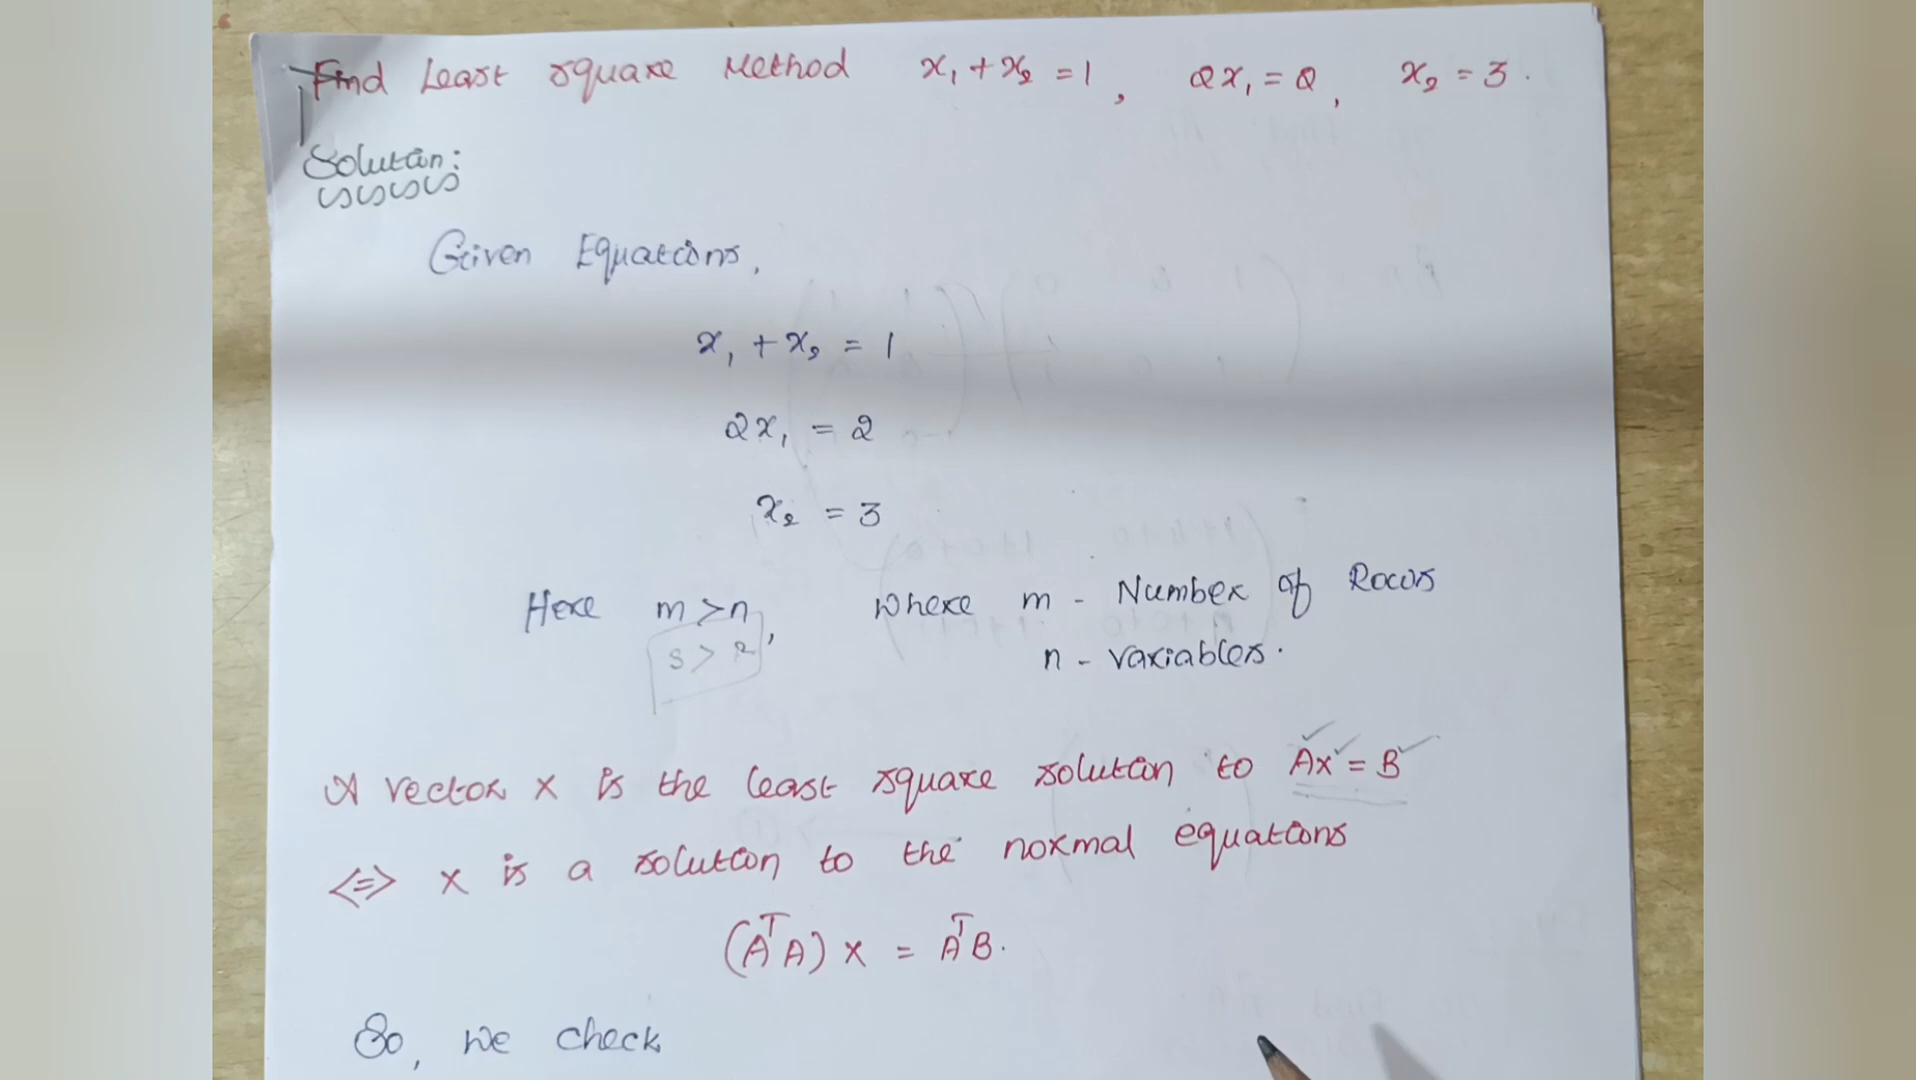 Find Least square Method x₁ + x₂ = 1, 2x₁ = 2, x₂ = 3.
Solution:
Given Equations,
x₁ + x₂ = 1
2x₁ = 2
x₂ = 3
Here m > n, where m - Number of Rows
3 > 2 n - variables.
A vector x is the least square solution to Ax = B
<=> x is a solution to the normal equations
(AᵀA) x = AᵀB.
So, we check